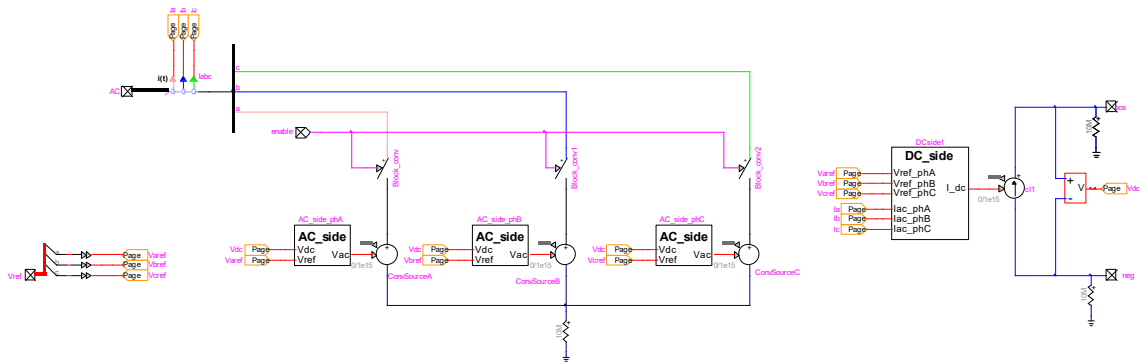 Ia
Ib
Ic
Page
Page
Page
i(t)
Iabc
AC
c
b
a
enable
Block_conv
Block_conv1
Block_conv2
AC_side_phA
AC_side
Vdc
Page
Vdc
Varef
Page
Vref
Vac
0/1e15
ConvSourceA
AC_side_phB
AC_side
Vdc
Page
Vdc
Vbref
Page
Vref
Vac
0/1e15
ConvSourceB
AC_side_phC
AC_side
Vdc
Page
Vdc
Vcref
Page
Vref
Vac
0/1e15
ConvSourceC
10M
+
Vref
a
b
c
Page
Varef
Page
Vbref
Page
Vcref
DCside1
DC_side
Varef
Page
Vref_phA
Vbref
Page
Vref_phB
Vcref
Page
Vref_phC
I_dc
Ia
Page
Iac_phA
Ib
Page
Iac_phB
Ic
Page
Iac_phC
0/1e15
cI1
+
-
V
Page
Vdc
pos
10M
+
neg
10M
+